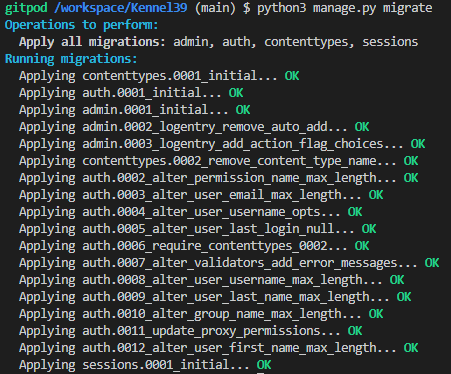 gitpod /workspace/Kennel39 (main) $ python3 manage.py migrate
Operations to perform:
  Apply all migrations: admin, auth, contenttypes, sessions
Running migrations:
  Applying contenttypes.0001_initial... OK
  Applying auth.0001_initial... OK
  Applying admin.0001_initial... OK
  Applying admin.0002_logentry_remove_auto_add... OK
  Applying admin.0003_logentry_add_action_flag_choices... OK
  Applying contenttypes.0002_remove_content_type_name... OK
  Applying auth.0002_alter_permission_name_max_length... OK
  Applying auth.0003_alter_user_email_max_length... OK
  Applying auth.0004_alter_user_username_opts... OK
  Applying auth.0005_alter_user_last_login_null... OK
  Applying auth.0006_require_contenttypes_0002... OK
  Applying auth.0007_alter_validators_add_error_messages... OK
  Applying auth.0008_alter_user_username_max_length... OK
  Applying auth.0009_alter_user_last_name_max_length... OK
  Applying auth.0010_alter_group_name_max_length... OK
  Applying auth.0011_update_proxy_permissions... OK
  Applying auth.0012_alter_user_first_name_max_length... OK
  Applying sessions.0001_initial... OK